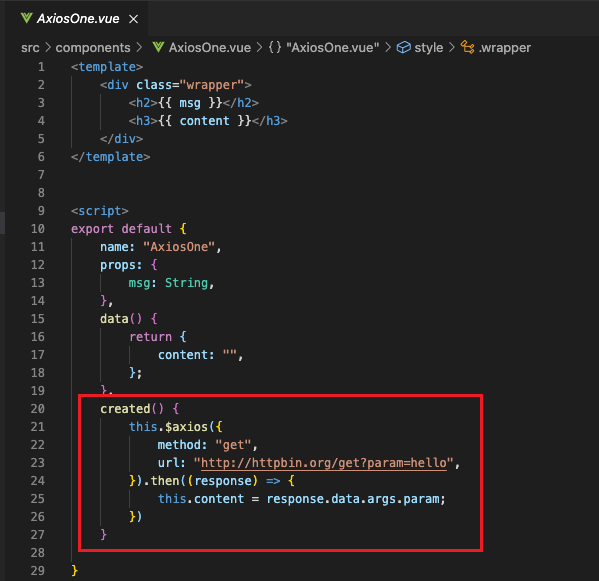 AxiosOne.vue ×
src > components > AxiosOne.vue > {} "AxiosOne.vue" > style > .wrapper
1 <template>
2     <div class="wrapper">
3         <h2>{{ msg }}</h2>
4         <h3>{{ content }}</h3>
5     </div>
6 </template>
7
8
9 <script>
10 export default {
11     name: "AxiosOne",
12     props: {
13         msg: String,
14     },
15     data() {
16         return {
17             content: "",
18         };
19     },
20     created() {
21         this.$axios({
22             method: "get",
23             url: "http://httpbin.org/get?param=hello",
24         }).then((response) => {
25             this.content = response.data.args.param;
26         })
27     }
28
29 }